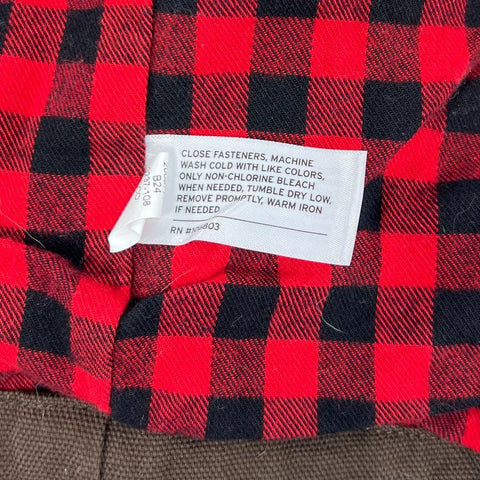 CLOSE FASTENERS, MACHINE
WASH COLD WITH LIKE COLORS,
ONLY NON-CHLORINE BLEACH
WHEN NEEDED, TUMBLE DRY LOW,
REMOVE PROMPTLY, WARM IRON
IF NEEDED
RN
B24